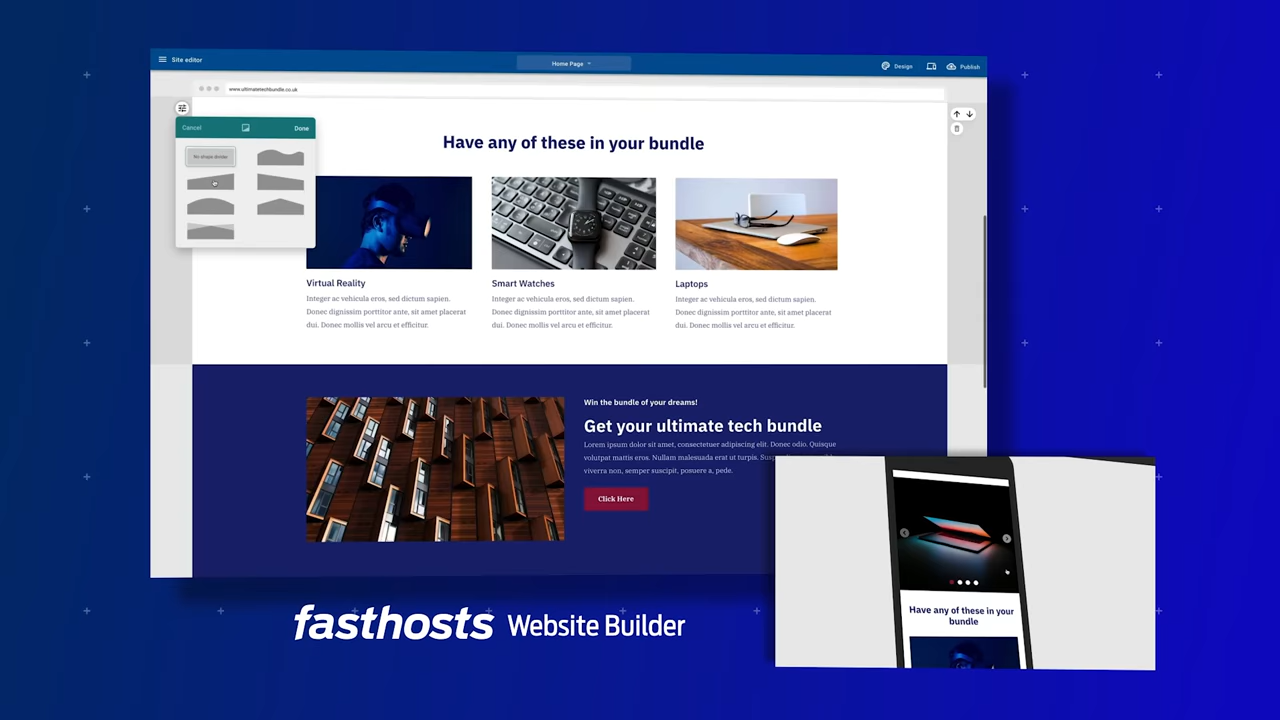 Site editor
Home Page
Design
Publish
www.ultimatetechbundle.co.uk
Cancel
Done
No shape divider
Have any of these in your bundle
Virtual Reality
Smart Watches
Laptops
Integer ac vehicula eros, sed dictum sapien.
Donec dignissim porttitor ante, sit amet placerat
dui. Donec mollis vel arcu et efficitur.
Integer ac vehicula eros, sed dictum sapien.
Donec dignissim porttitor ante, sit amet placerat
dui. Donec mollis vel arcu et efficitur.
Integer ac vehicula eros, sed dictum sapien.
Donec dignissim porttitor ante, sit amet placerat
dui. Donec mollis vel arcu et efficitur.
Win the bundle of your dreams!
Get your ultimate tech bundle
Lorem ipsum dolor sit amet, consectetuer adipiscing elit. Donec odio. Quisque
volutpat mattis eros. Nullam malesuada erat ut turpis.
viverra non, semper suscipit, posuere a, pede.
Click Here
Have any of these in your
bundle
fasthosts Website Builder